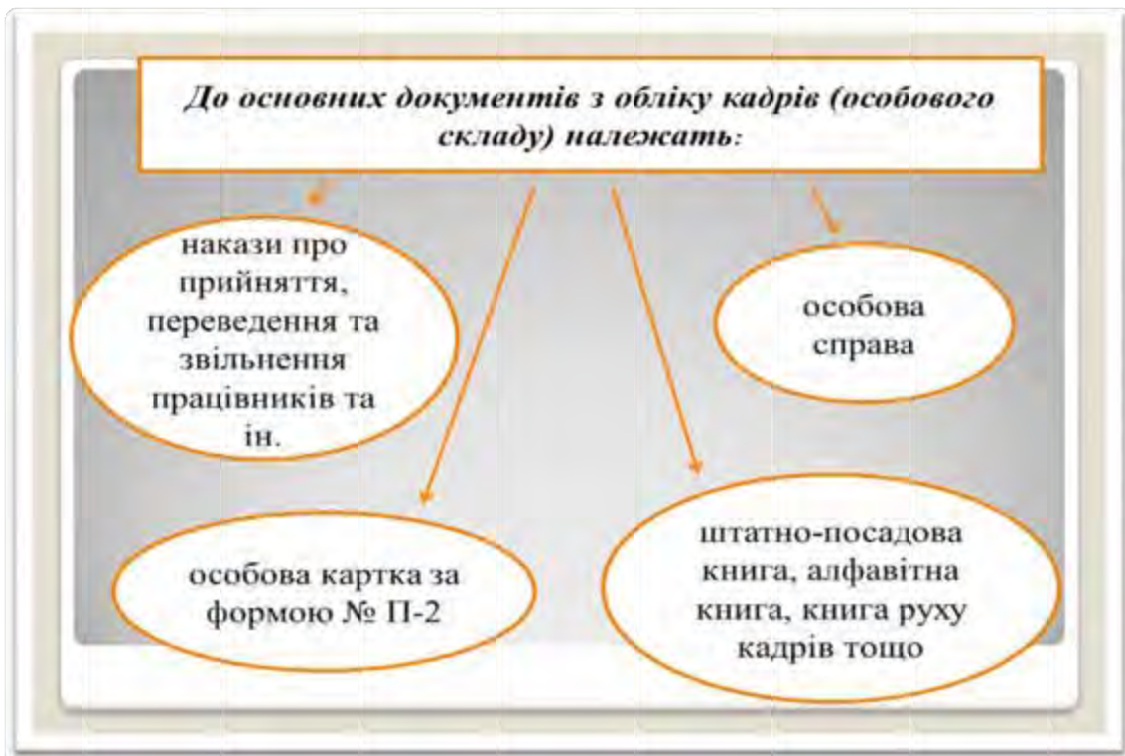 До основних документів з обліку кадрів (особового
складу) належать:
накази про
прийняття,
переведення та
звільнення
працівників та
ін.
особова
справа
особова картка за
формою № П-2
штатно-посадова
книга, алфавітна
книга, книга руху
кадрів тощо